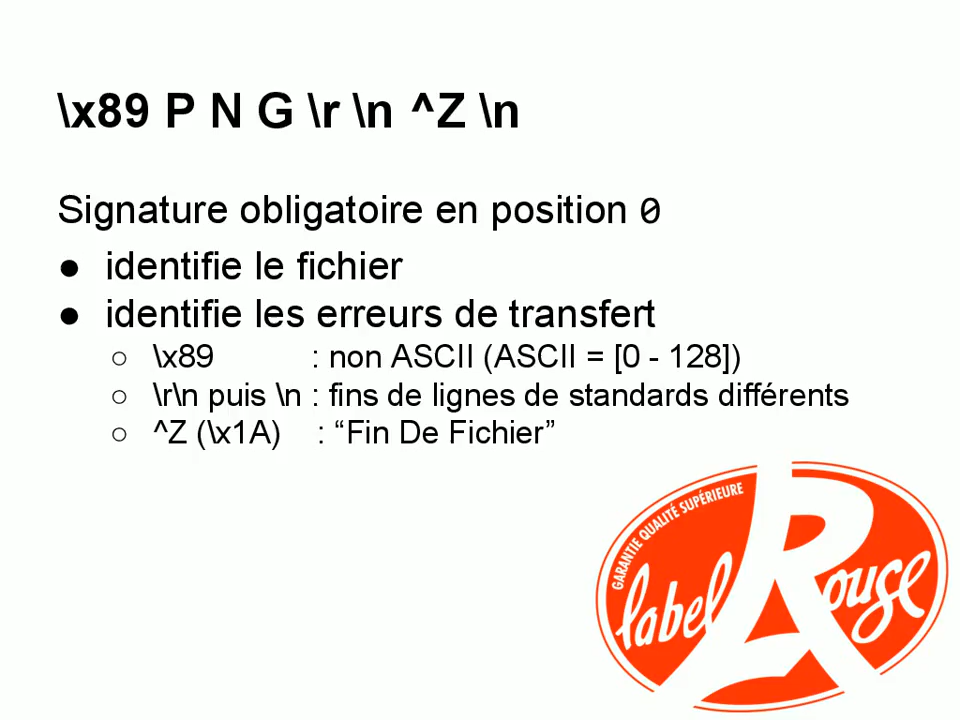 \x89 P N G \r \n ^Z \n
Signature obligatoire en position 0
● identifie le fichier
● identifie les erreurs de transfert
○ \x89 : non ASCII (ASCII = [0 - 128])
○ \r\n puis \n : fins de lignes de standards différents
○ ^Z (\x1A) : “Fin De Fichier”
GARANTIE QUALITÉ SUPÉRIEURE
label Rouge